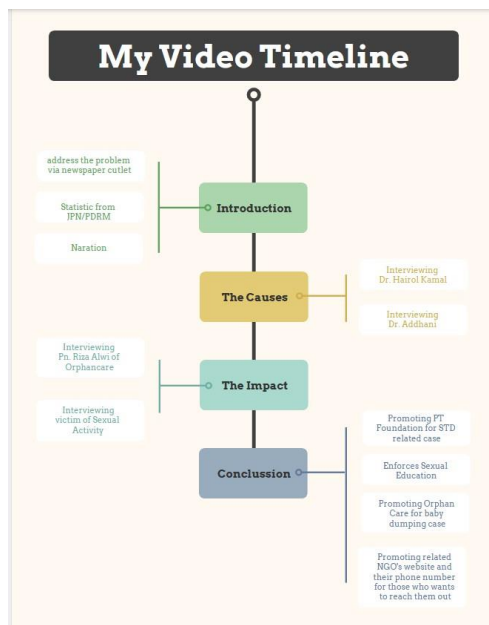 My Video Timeline
address the problem
via newspaper cutlet
Statistic from
JPN/PDRM
Naration
Introduction
The Causes
Interviewing
Dr. Hairol Kamal
Interviewing
Dr. Addhani
Interviewing
Pn. Riza Alwi of
Orphancare
Interviewing
victim of Sexual
Activity
The Impact
Conclussion
Promoting PT
Foundation for STD
related case
Enforces Sexual
Education
Promoting Orphan
Care for baby
dumping case
Promoting related
NGO's website and
their phone number
for those who wants
to reach them out